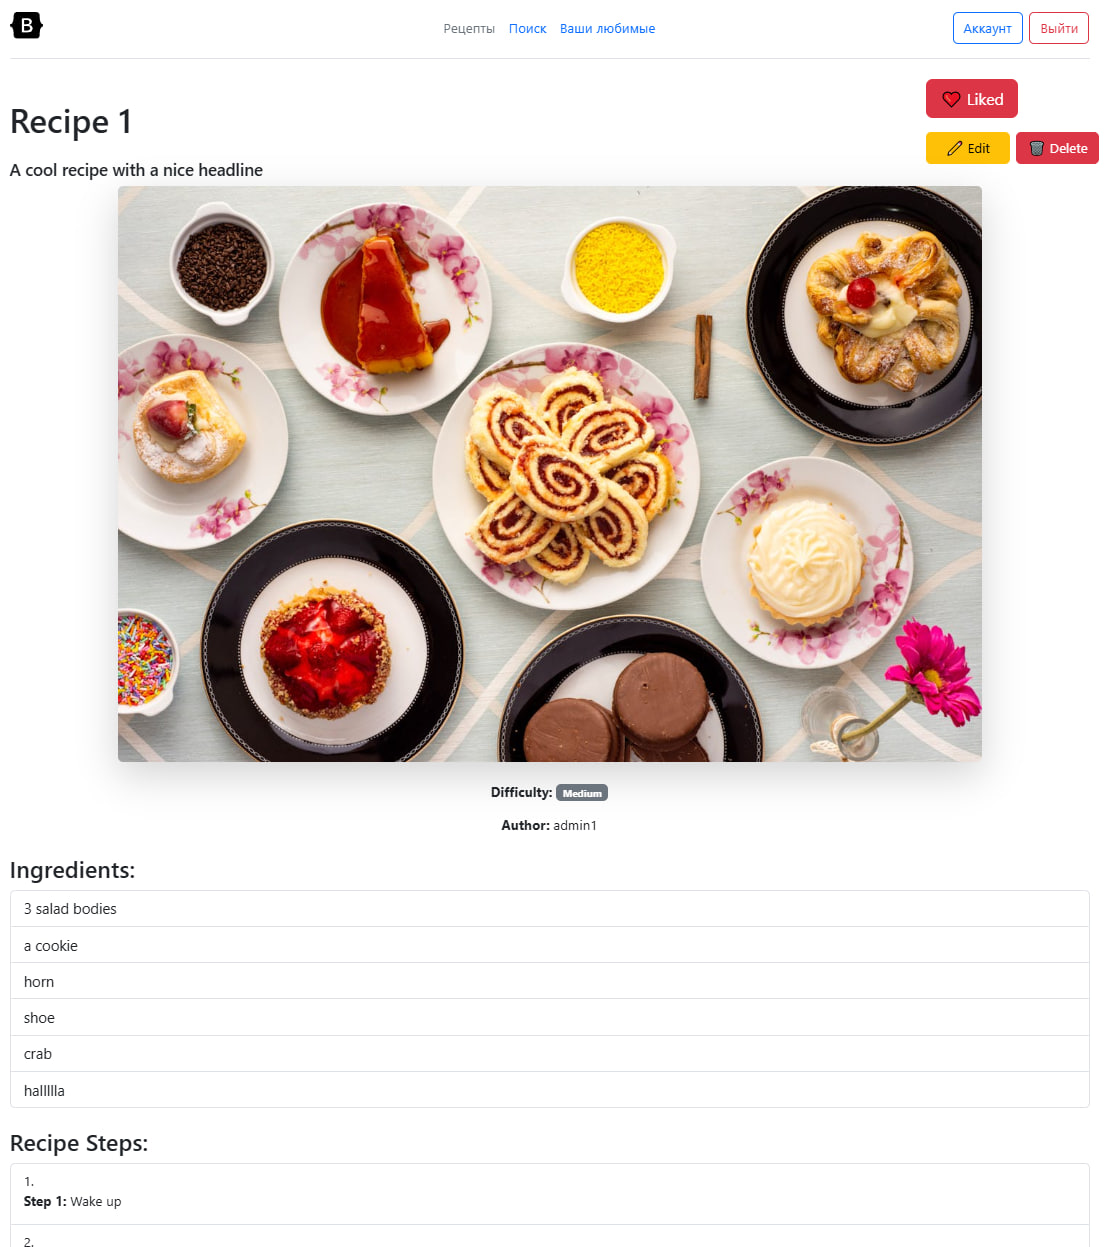 B
Рецепты Поиск Ваши любимые Аккаунт Выйти
Liked
Recipe 1
Edit Delete
A cool recipe with a nice headline
Difficulty: Medium
Author: admin1
Ingredients:
3 salad bodies
a cookie
horn
shoe
crab
hallllla
Recipe Steps:
1.
Step 1: Wake up
2.